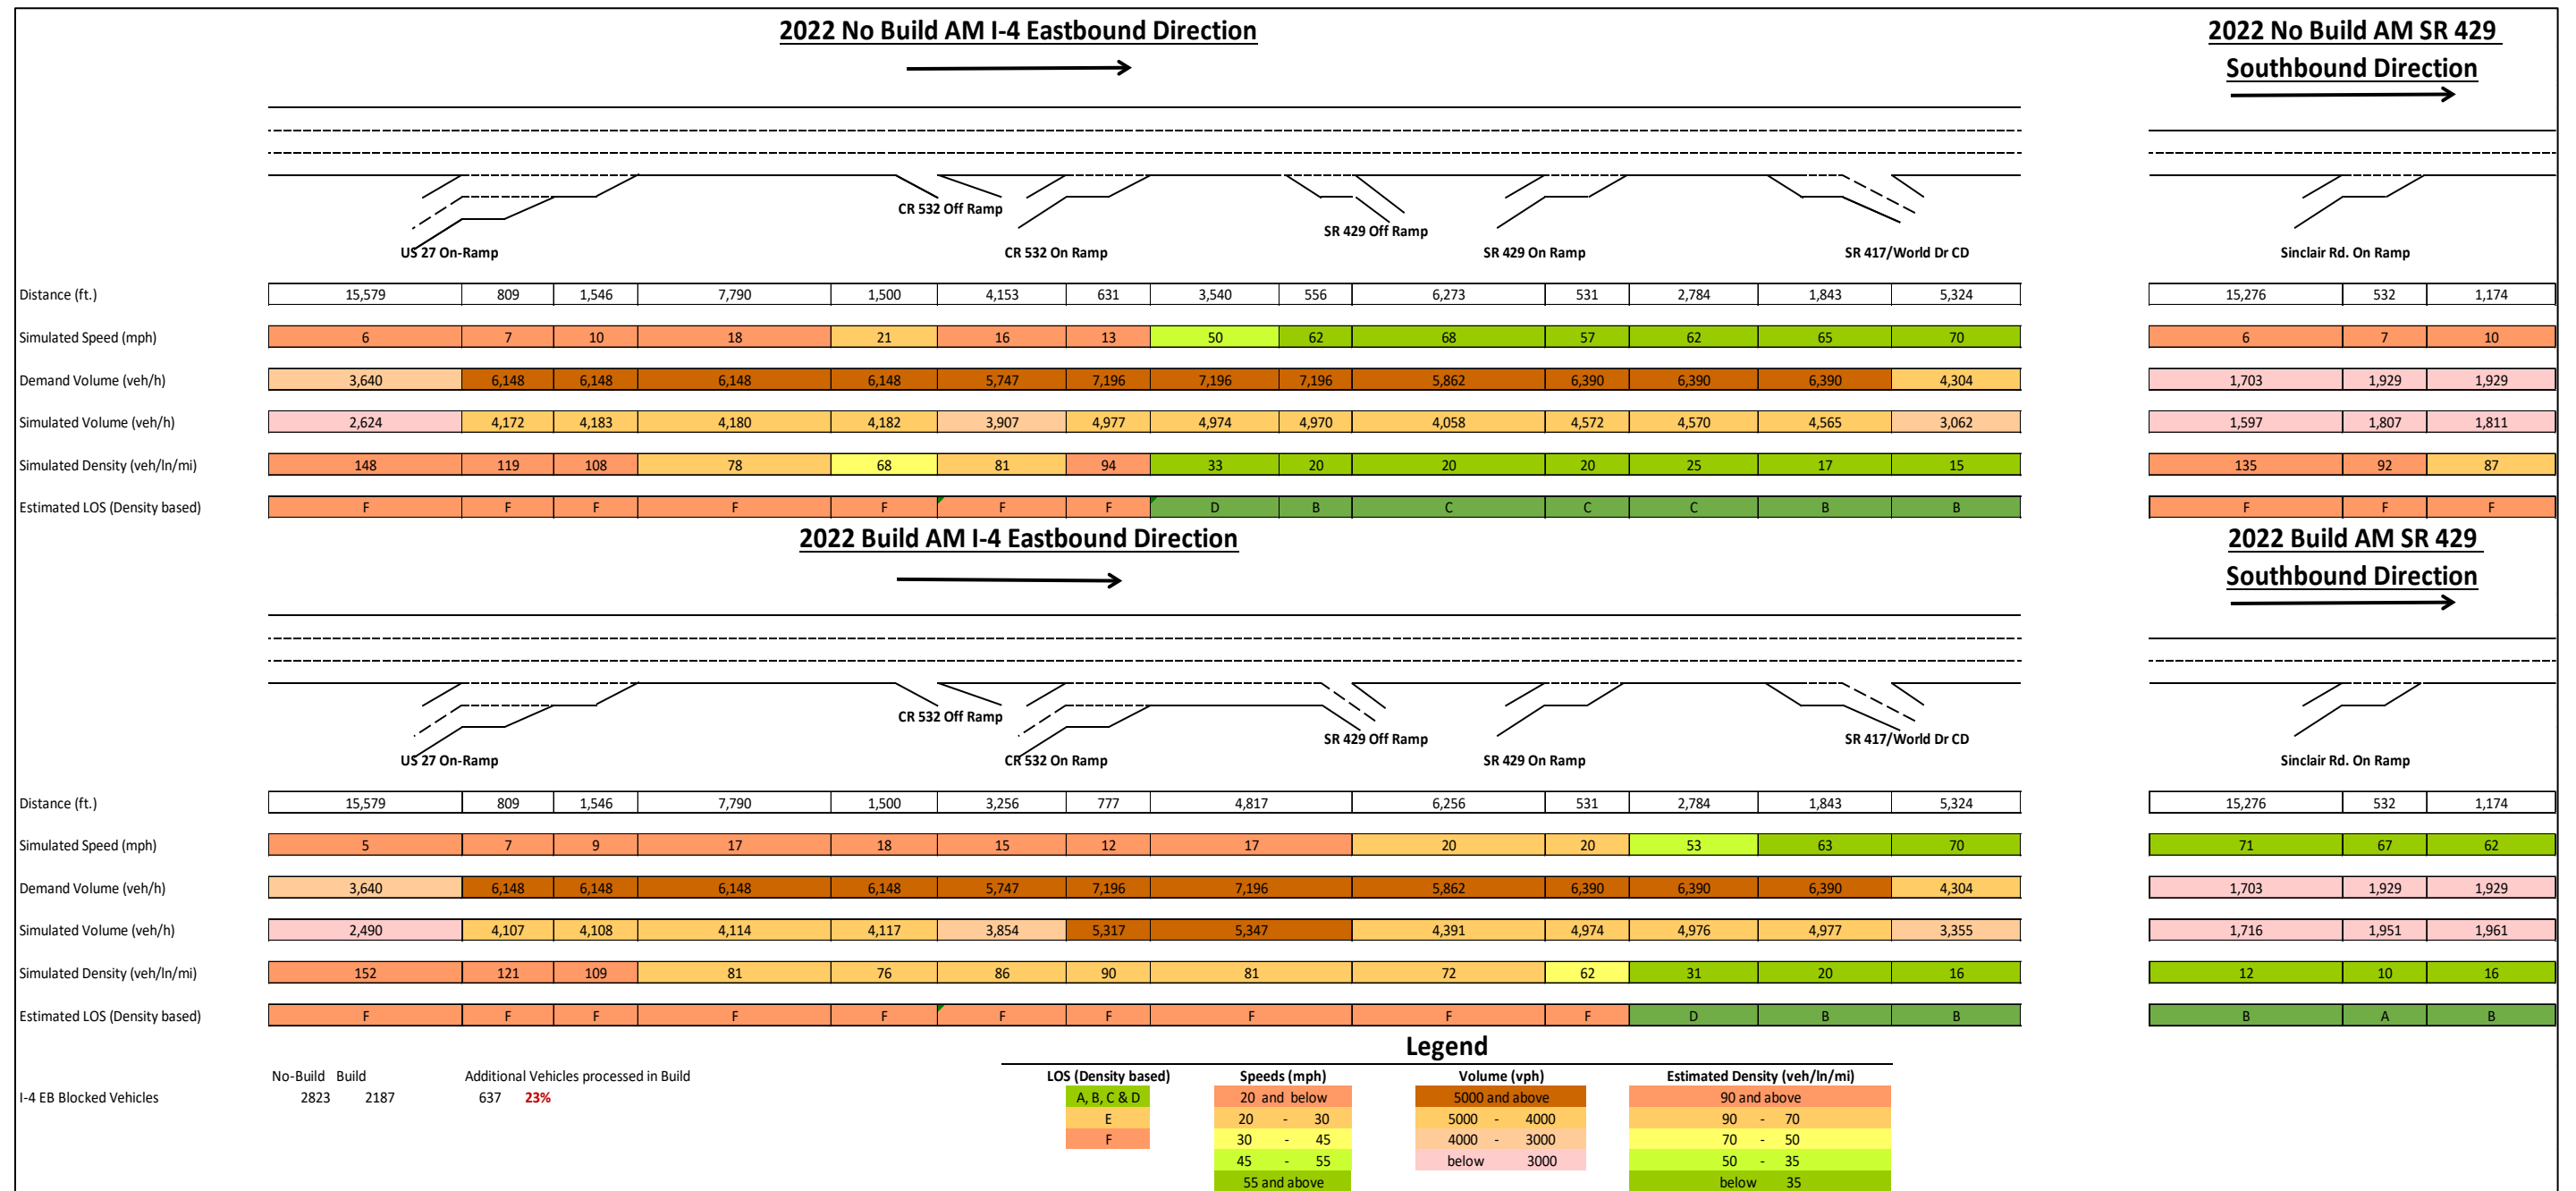 2022 No Build AM I-4 Eastbound Direction
2022 No Build AM SR 429
Southbound Direction
CR 532 Off Ramp
SR 429 Off Ramp
US 27 On-Ramp CR 532 On Ramp SR 429 On Ramp SR 417/World Dr CD Sinclair Rd. On Ramp
Distance (ft.) 15,579 809 1,546 7,790 1,500 4,153 631 3,540 556 6,273 531 2,784 1,843 5,324 15,276 532 1,174
Simulated Speed (mph) 6 7 10 18 21 16 13 50 62 68 57 62 65 70 6 7 10
Demand Volume (veh/h) 3,640 6,148 6,148 6,148 6,148 5,747 7,196 7,196 7,196 5,862 6,390 6,390 6,390 4,304 1,703 1,929 1,929
Simulated Volume (veh/h) 2,624 4,172 4,183 4,180 4,182 3,907 4,977 4,974 4,970 4,058 4,572 4,570 4,565 3,062 1,597 1,807 1,811
Simulated Density (veh/ln/mi) 148 119 108 78 68 81 94 33 20 20 20 25 17 15 135 92 87
Estimated LOS (Density based) F F F F F F F D B C C C B B F F F
2022 Build AM I-4 Eastbound Direction
2022 Build AM SR 429
Southbound Direction
CR 532 Off Ramp
SR 429 Off Ramp SR 417/World Dr CD
US 27 On-Ramp CR 532 On Ramp SR 429 On Ramp Sinclair Rd. On Ramp
Distance (ft.) 15,579 809 1,546 7,790 1,500 3,256 777 4,817 6,256 531 2,784 1,843 5,324 15,276 532 1,174
Simulated Speed (mph) 5 7 9 17 18 15 12 17 20 20 53 63 70 71 67 62
Demand Volume (veh/h) 3,640 6,148 6,148 6,148 6,148 5,747 7,196 7,196 5,862 6,390 6,390 6,390 4,304 1,703 1,929 1,929
Simulated Volume (veh/h) 2,490 4,107 4,108 4,114 4,117 3,854 5,317 5,347 4,391 4,974 4,976 4,977 3,355 1,716 1,951 1,961
Simulated Density (veh/ln/mi) 152 121 109 81 76 86 90 81 72 62 31 20 16 12 10 16
Estimated LOS (Density based) F F F F F F F F F F D B B B A B
Legend
No-Build Build Additional Vehicles processed in Build
I-4 EB Blocked Vehicles 2823 2187 637 23%
LOS (Density based) Speeds (mph) Volume (vph) Estimated Density (veh/ln/mi)
A, B, C & D 20 and below 5000 and above 90 and above
E 20 - 30 5000 - 4000 90 - 70
F 30 - 45 4000 - 3000 70 - 50
45 - 55 below 3000 50 - 35
55 and above below 35